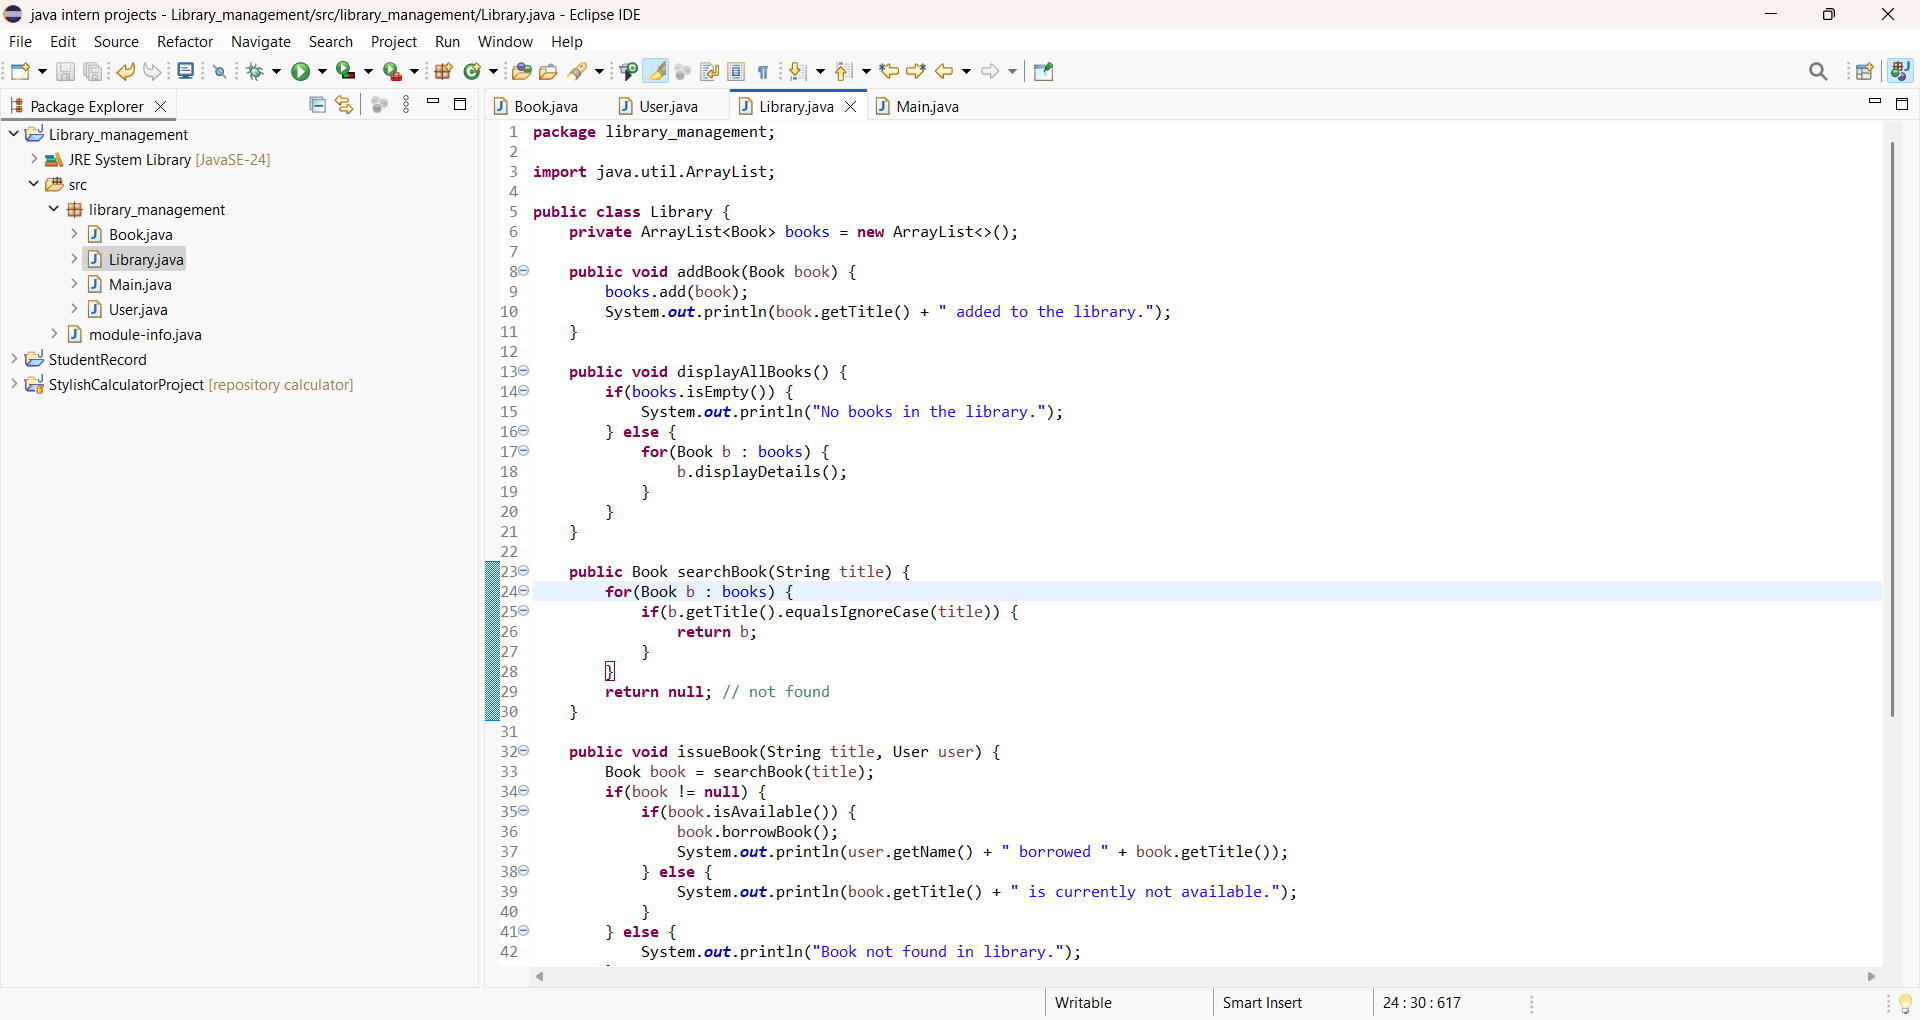 java intern projects - Library_management/src/library_management/Library.java - Eclipse IDE
File Edit Source Refactor Navigate Search Project Run Window Help
Package Explorer
Library_management
JRE System Library [JavaSE-24]
src
library_management
Book.java
Library.java
Main.java
User.java
module-info.java
StudentRecord
StylishCalculatorProject [repository calculator]
Book.java User.java Library.java Main.java
1 package library_management;
2
3 import java.util.ArrayList;
4
5 public class Library {
6     private ArrayList<Book> books = new ArrayList<>();
7
8     public void addBook(Book book) {
9         books.add(book);
10         System.out.println(book.getTitle() + " added to the library.");
11     }
12
13     public void displayAllBooks() {
14         if(books.isEmpty()) {
15             System.out.println("No books in the library.");
16         } else {
17             for(Book b : books) {
18                 b.displayDetails();
19             }
20         }
21     }
22
23     public Book searchBook(String title) {
24         for(Book b : books) {
25             if(b.getTitle().equalsIgnoreCase(title)) {
26                 return b;
27             }
28         }
29         return null; // not found
30     }
31
32     public void issueBook(String title, User user) {
33         Book book = searchBook(title);
34         if(book != null) {
35             if(book.isAvailable()) {
36                 book.borrowBook();
37                 System.out.println(user.getName() + " borrowed " + book.getTitle());
38             } else {
39                 System.out.println(book.getTitle() + " is currently not available.");
40             }
41         } else {
42             System.out.println("Book not found in library.");
Writable Smart Insert 24 : 30 : 617